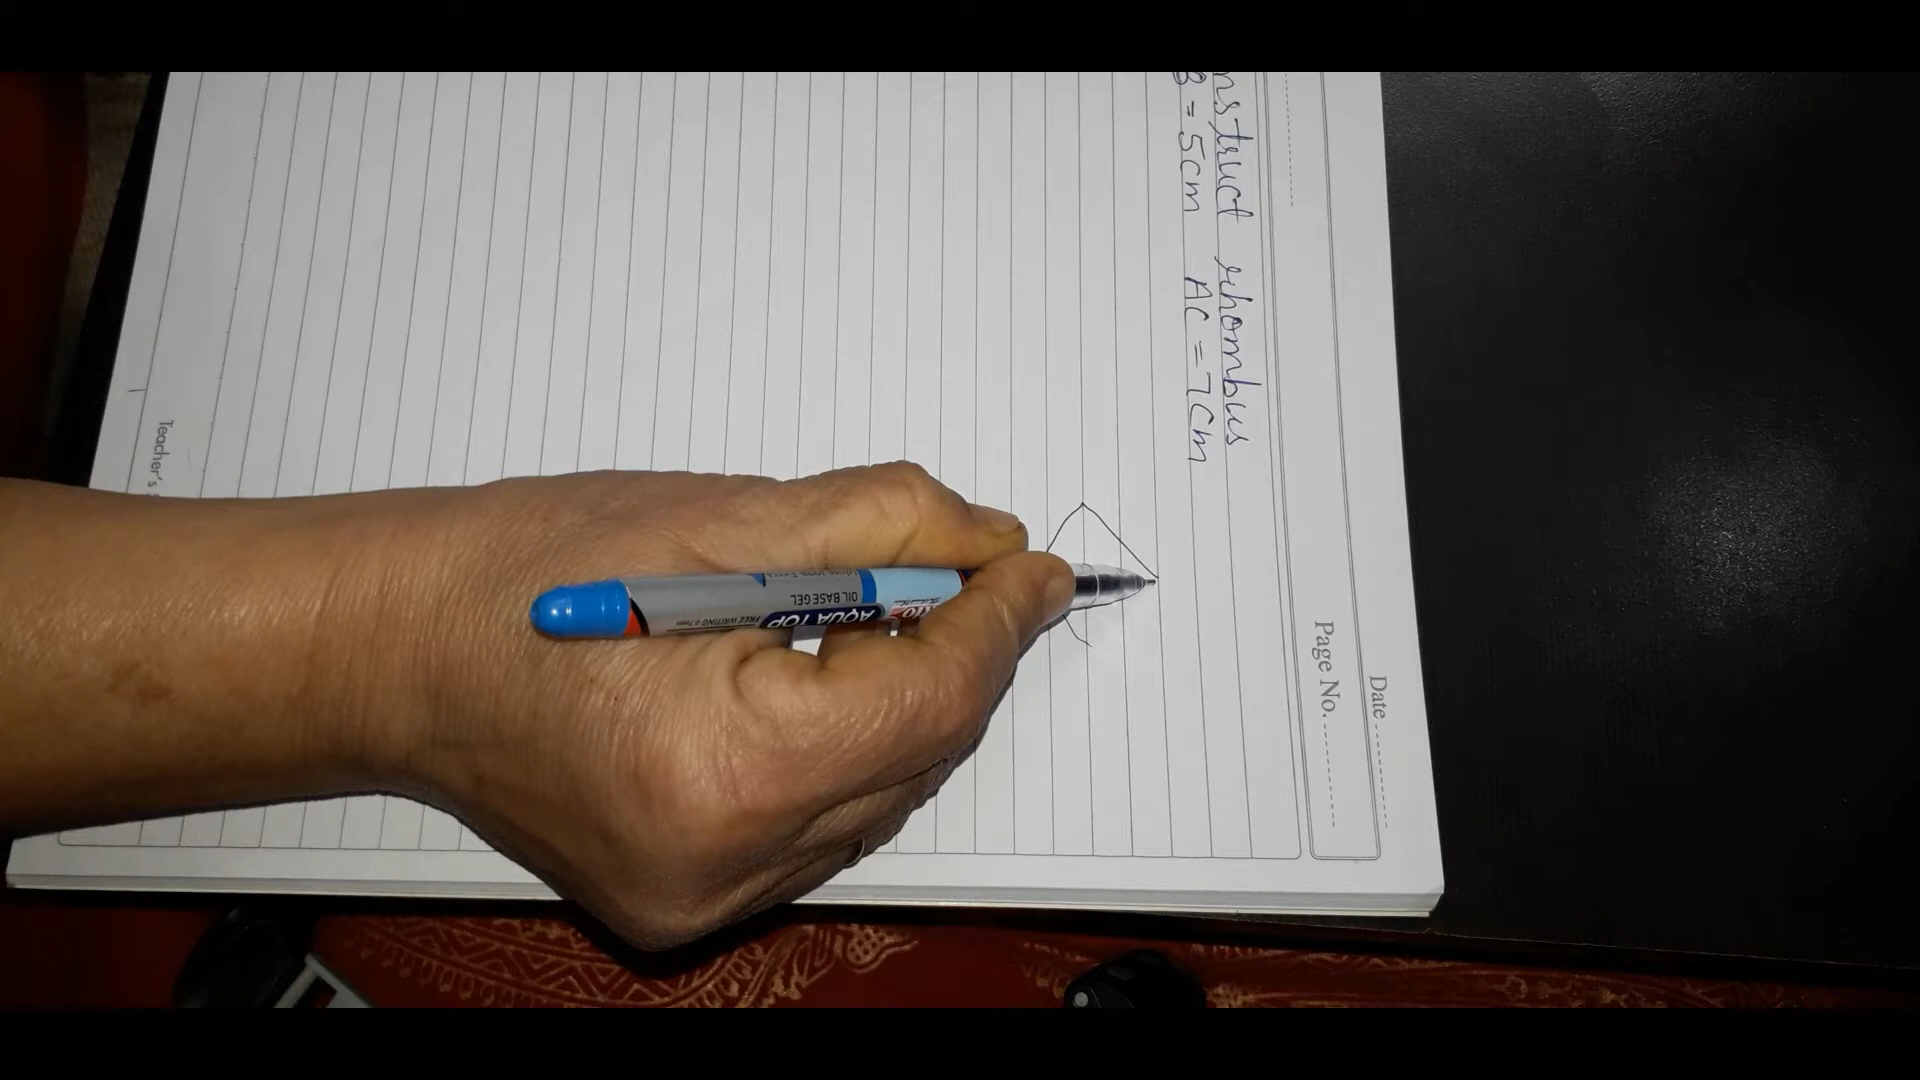 Date
Page No.
nstruct rhombus
B = 5cm AC = 7cm
OIL BASE GEL
AQUA TOP
FREE WRITING
Teacher's